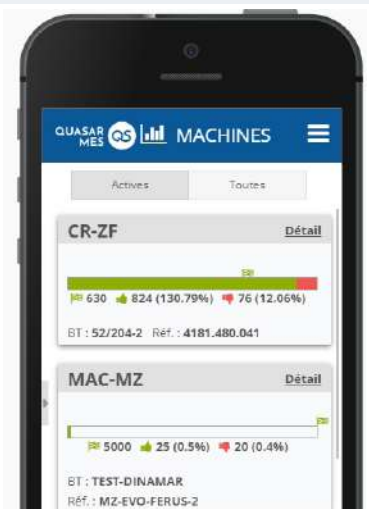 QUASAR MES QS MACHINES
Actives Toutes
CR-ZF Détail
630 824 (130.79%) 76 (12.06%)
BT : 52/204-2 Réf. : 4181.480.041
MAC-MZ Détail
5000 25 (0.5%) 20 (0.4%)
BT : TEST-DINAMAR
Réf. : MZ-EVO-FERUS-2